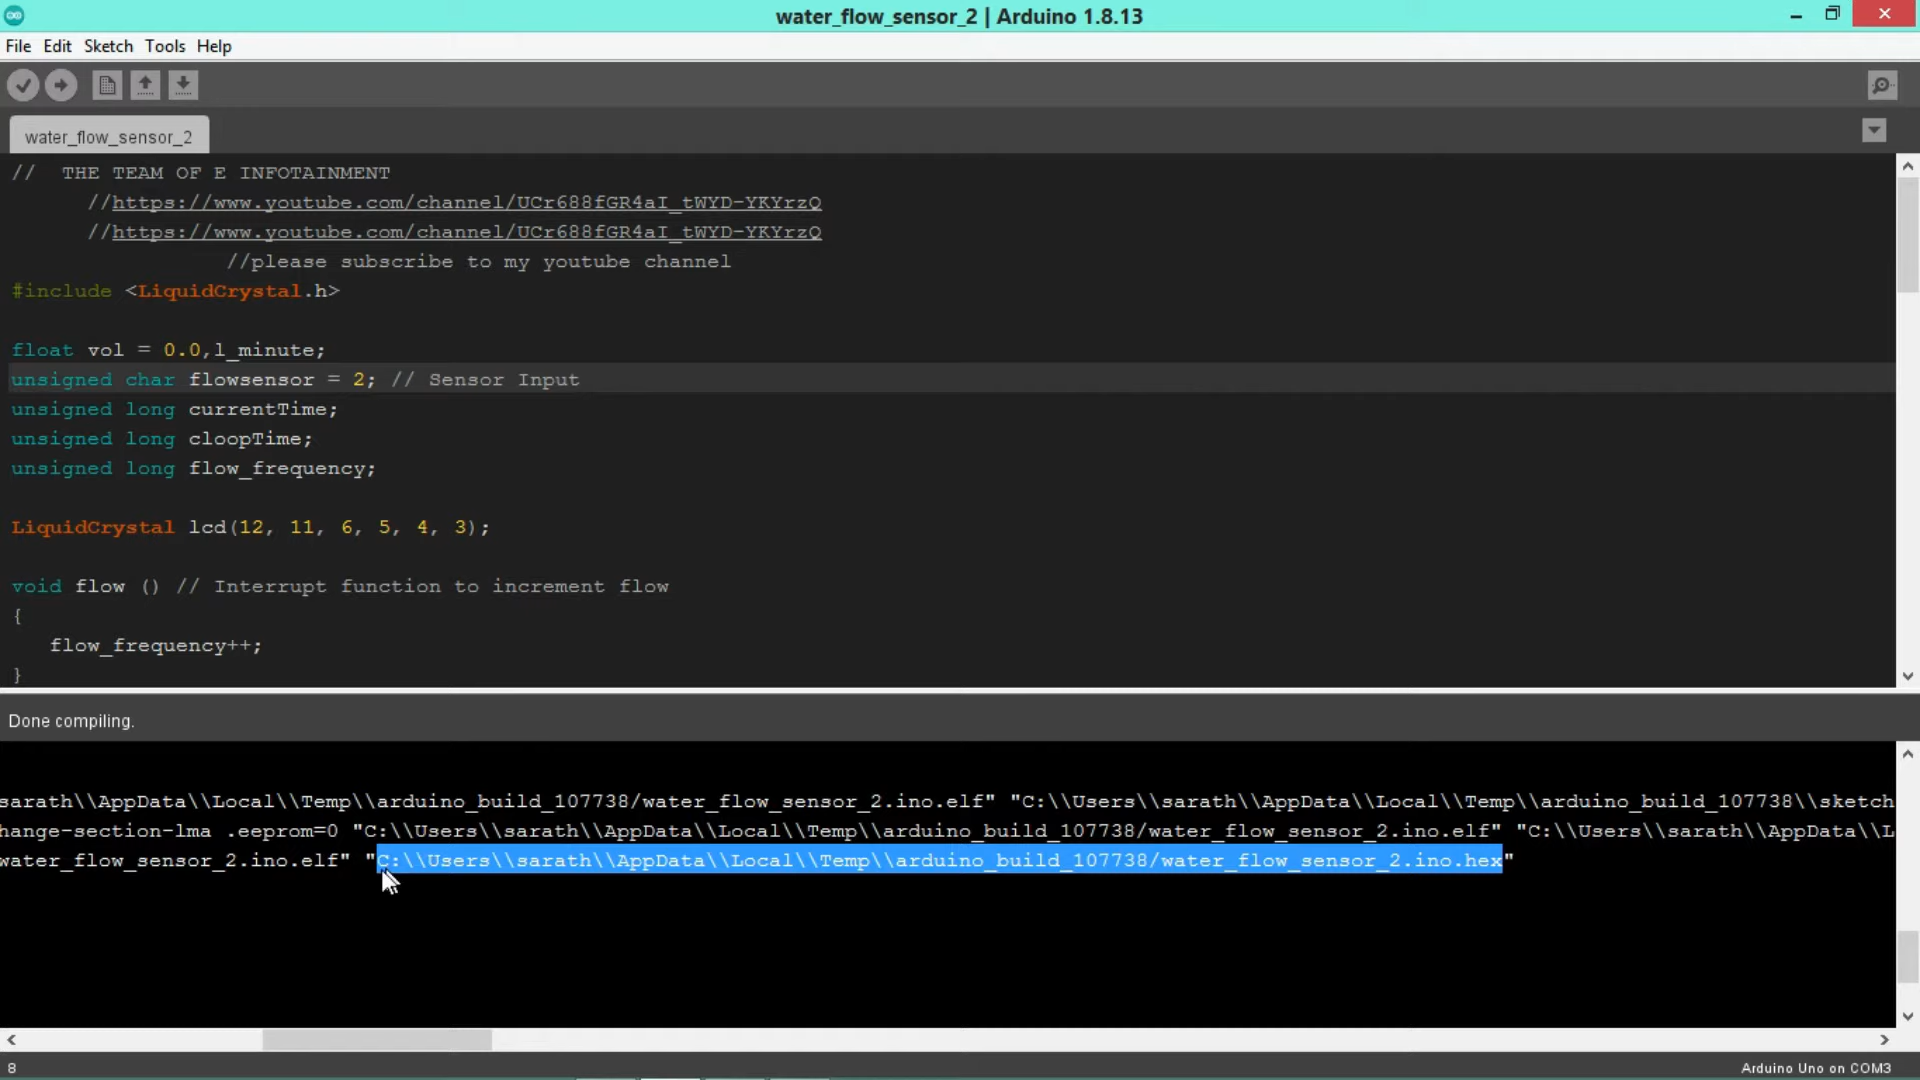 water_flow_sensor_2 | Arduino 1.8.13
File Edit Sketch Tools Help
water_flow_sensor_2
// THE TEAM OF E INFOTAINMENT
//https://www.youtube.com/channel/UCr688fGR4aI_tWYD-YKYrzQ
//https://www.youtube.com/channel/UCr688fGR4aI_tWYD-YKYrzQ
//please subscribe to my youtube channel
#include <LiquidCrystal.h>
float vol = 0.0,l_minute;
unsigned char flowsensor = 2; // Sensor Input
unsigned long currentTime;
unsigned long cloopTime;
unsigned long flow_frequency;
LiquidCrystal lcd(12, 11, 6, 5, 4, 3);
void flow () // Interrupt function to increment flow
{
flow_frequency++;
}
Done compiling.
sarath\\AppData\\Local\\Temp\\arduino_build_107738/water_flow_sensor_2.ino.elf" "C:\\Users\\sarath\\AppData\\Local\\Temp\\arduino_build_107738\\sketch
hange-section-lma .eeprom=0 "C:\\Users\\sarath\\AppData\\Local\\Temp\\arduino_build_107738/water_flow_sensor_2.ino.elf" "C:\\Users\\sarath\\AppData\\L
water_flow_sensor_2.ino.elf" "C:\\Users\\sarath\\AppData\\Local\\Temp\\arduino_build_107738/water_flow_sensor_2.ino.hex"
8
Arduino Uno on COM3